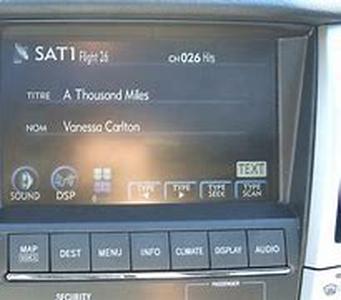 SAT1 Flight 26 CH 026 Hits
TITRE A Thousand Miles
NOM Vanessa Carlton
TEXT
SOUND DSP TYPE TYPE TYPE SEEK TYPE SCAN
MAP DEST MENU INFO CLIMATE DISPLAY AUDIO
PASSENGER
SECURITY